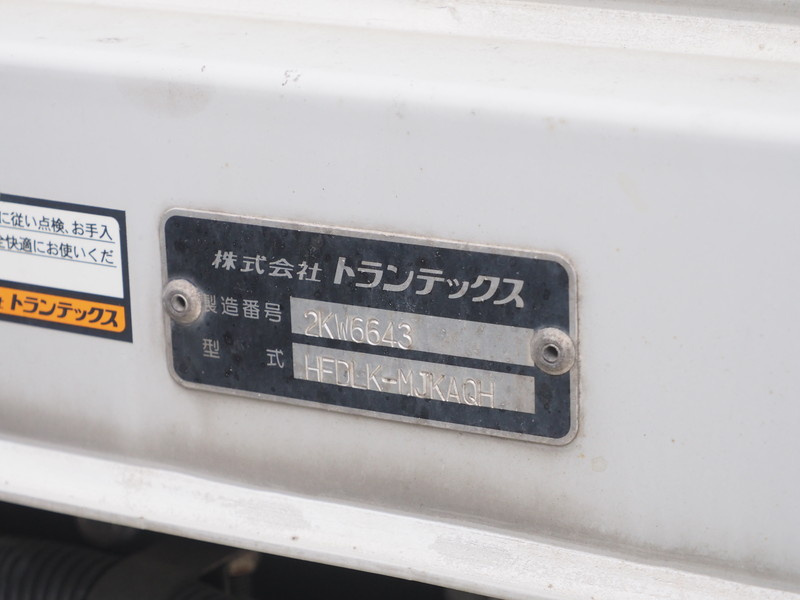 に従い点検、お手入
全快適にお使いくだ
社 トランテックス
株式会社 トランテックス
製造番号 2KW6643
型式 HFDLK-MJKAQH